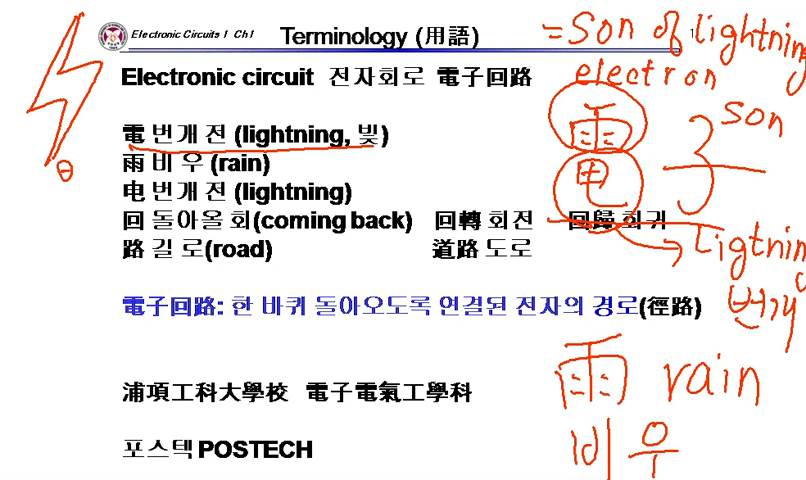 Electronic Circuits 1 Ch1
Terminology (用語)
1
=Son of lightning
electron
Electronic circuit 전자회로 電子回路
電 子 son
電 번개 전 (lightning, 빛)
雨 비 우 (rain)
电 번개 전 (lightning)
回 돌아올 회(coming back) 回轉 회전 回歸 회귀
路 길 로(road) 道路 도로
ligtning
번개
電子回路: 한 바퀴 돌아오도록 연결된 전자의 경로(徑路)
雨 rain
비 우
浦項工科大學校 電子電氣工學科
포스텍 POSTECH